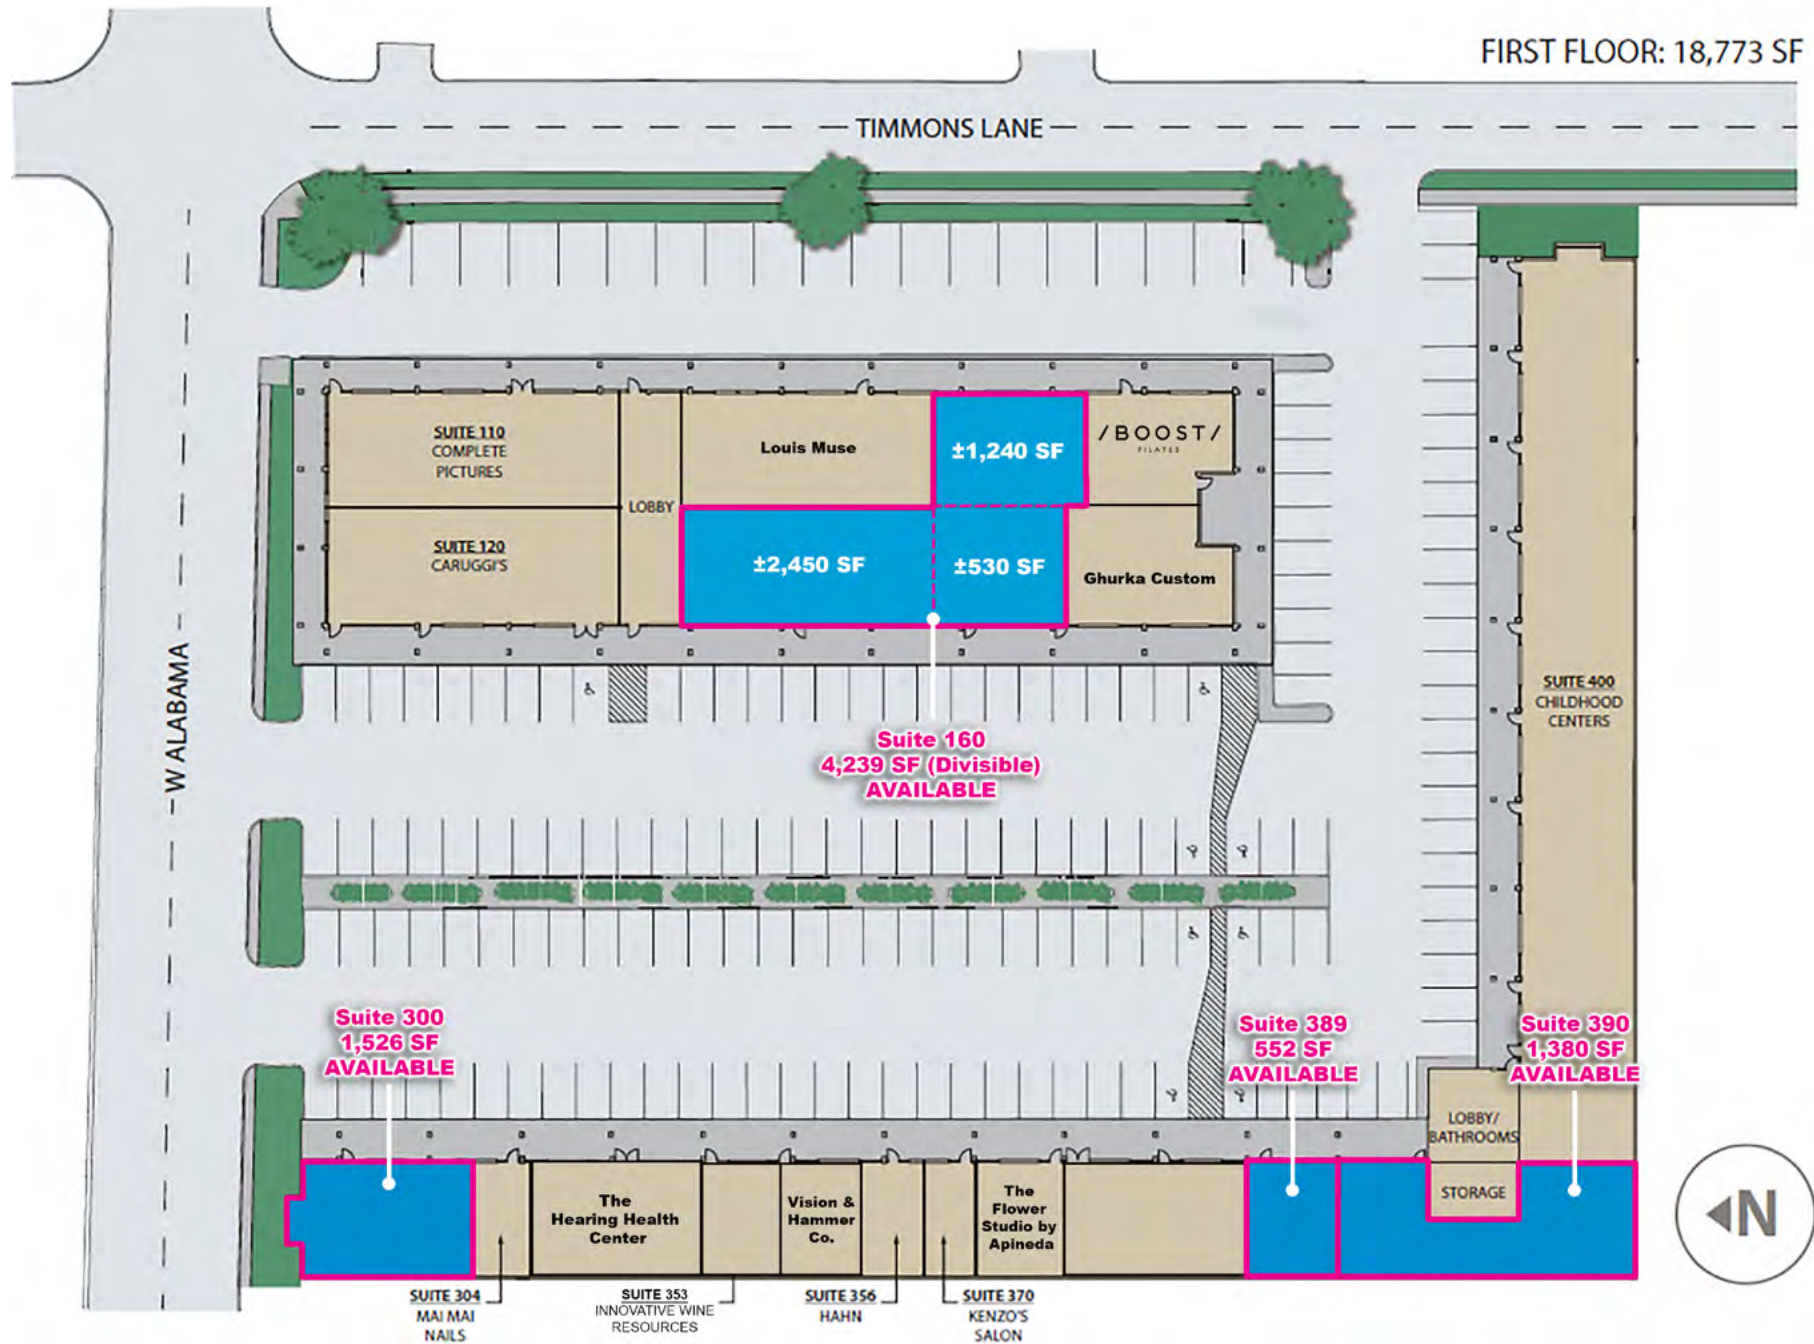 FIRST FLOOR: 18,773 SF
TIMMONS LANE
W ALABAMA
SUITE 110
COMPLETE
PICTURES
LOBBY
Louis Muse
±1,240 SF
/BOOST/
PILATES
SUITE 120
CARUGGI'S
±2,450 SF
±530 SF
Ghurka Custom
Suite 160
4,239 SF (Divisible)
AVAILABLE
SUITE 400
CHILDHOOD
CENTERS
Suite 300
1,526 SF
AVAILABLE
Suite 389
552 SF
AVAILABLE
Suite 390
1,380 SF
AVAILABLE
LOBBY/
BATHROOMS
STORAGE
The
Hearing Health
Center
Vision &
Hammer
Co.
The
Flower
Studio by
Apineda
SUITE 304
MAI MAI
NAILS
SUITE 353
INNOVATIVE WINE
RESOURCES
SUITE 356
HAHN
SUITE 370
KENZO'S
SALON
N